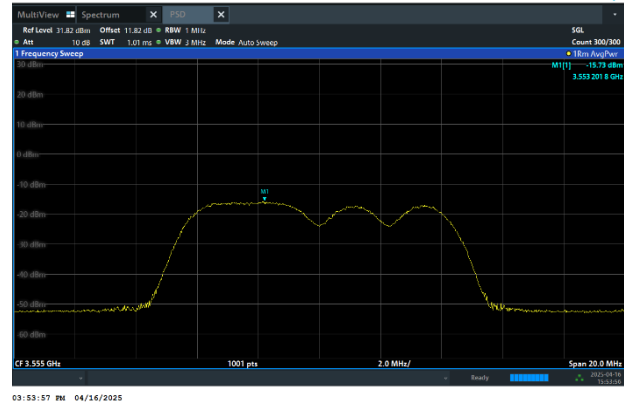 MultiView Spectrum X PSD X
Ref Level 31.82 dBm Offset 11.82 dB RBW 1 MHz SGL
Att 10 dB SWT 1.01 ms VBW 3 MHz Mode Auto Sweep Count 300/300
1 Frequency Sweep 1Rm AvgPwr
30 dBm M1[1] -15.73 dBm
3.553 201 8 GHz
20 dBm
10 dBm
0 dBm
-10 dBm
M1
-20 dBm
-30 dBm
-40 dBm
-50 dBm
-60 dBm
CF 3.555 GHz 1001 pts 2.0 MHz/ Span 20.0 MHz
Ready 2025-04-16
15:53:56
03:53:57 PM 04/16/2025